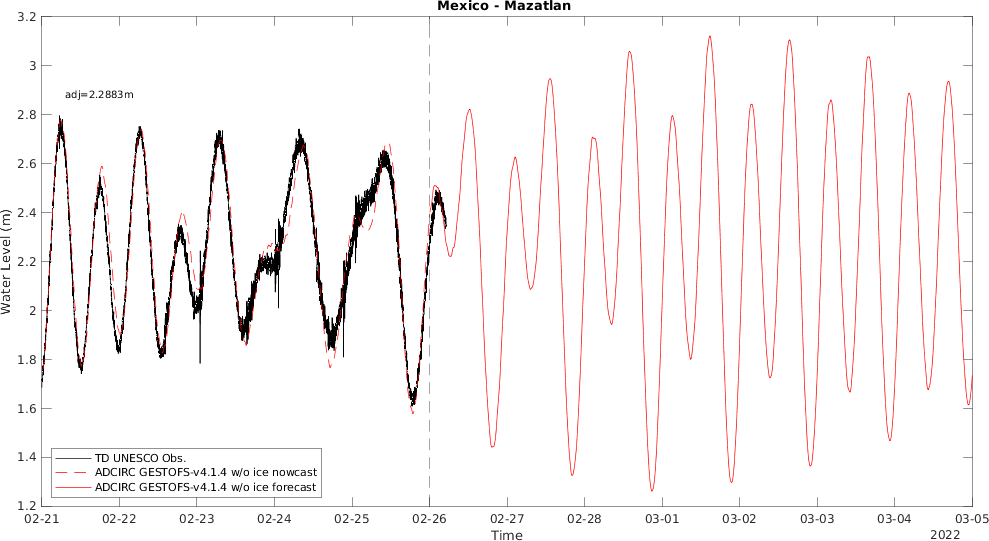 Mexico - Mazatlan
3.2
3
2.8
2.6
2.4
2.2
2
1.8
1.6
1.4
1.2
Water Level (m)
adj=2.2883m
TD UNESCO Obs.
ADCIRC GESTOFS-v4.1.4 w/o ice nowcast
ADCIRC GESTOFS-v4.1.4 w/o ice forecast
02-21 02-22 02-23 02-24 02-25 02-26 02-27 02-28 03-01 03-02 03-03 03-04 03-05
Time
2022